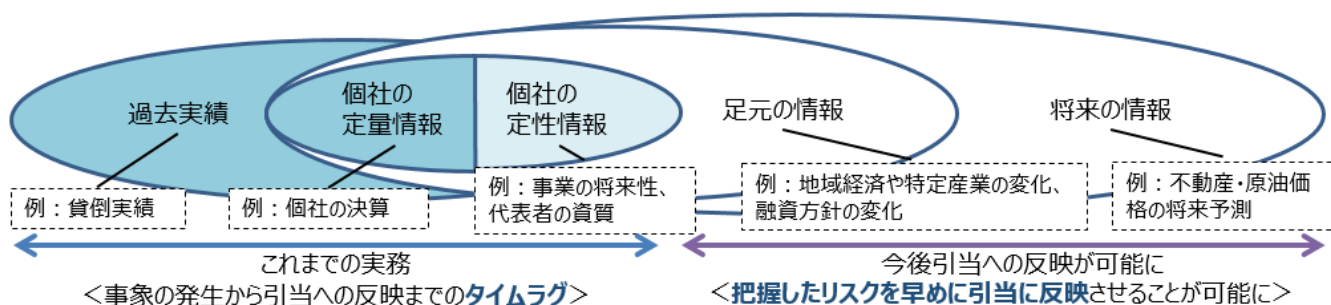 過去実績
個社の
定量情報
個社の
定性情報
足元の情報
将来の情報
例：貸倒実績
例：個社の決算
例：事業の将来性、
代表者の資質
例：地域経済や特定産業の変化、
融資方針の変化
例：不動産・原油価
格の将来予測
これまでの実務
＜事象の発生から引当への反映までのタイムラグ＞
今後引当への反映が可能に
＜把握したリスクを早めに引当に反映させることが可能に＞